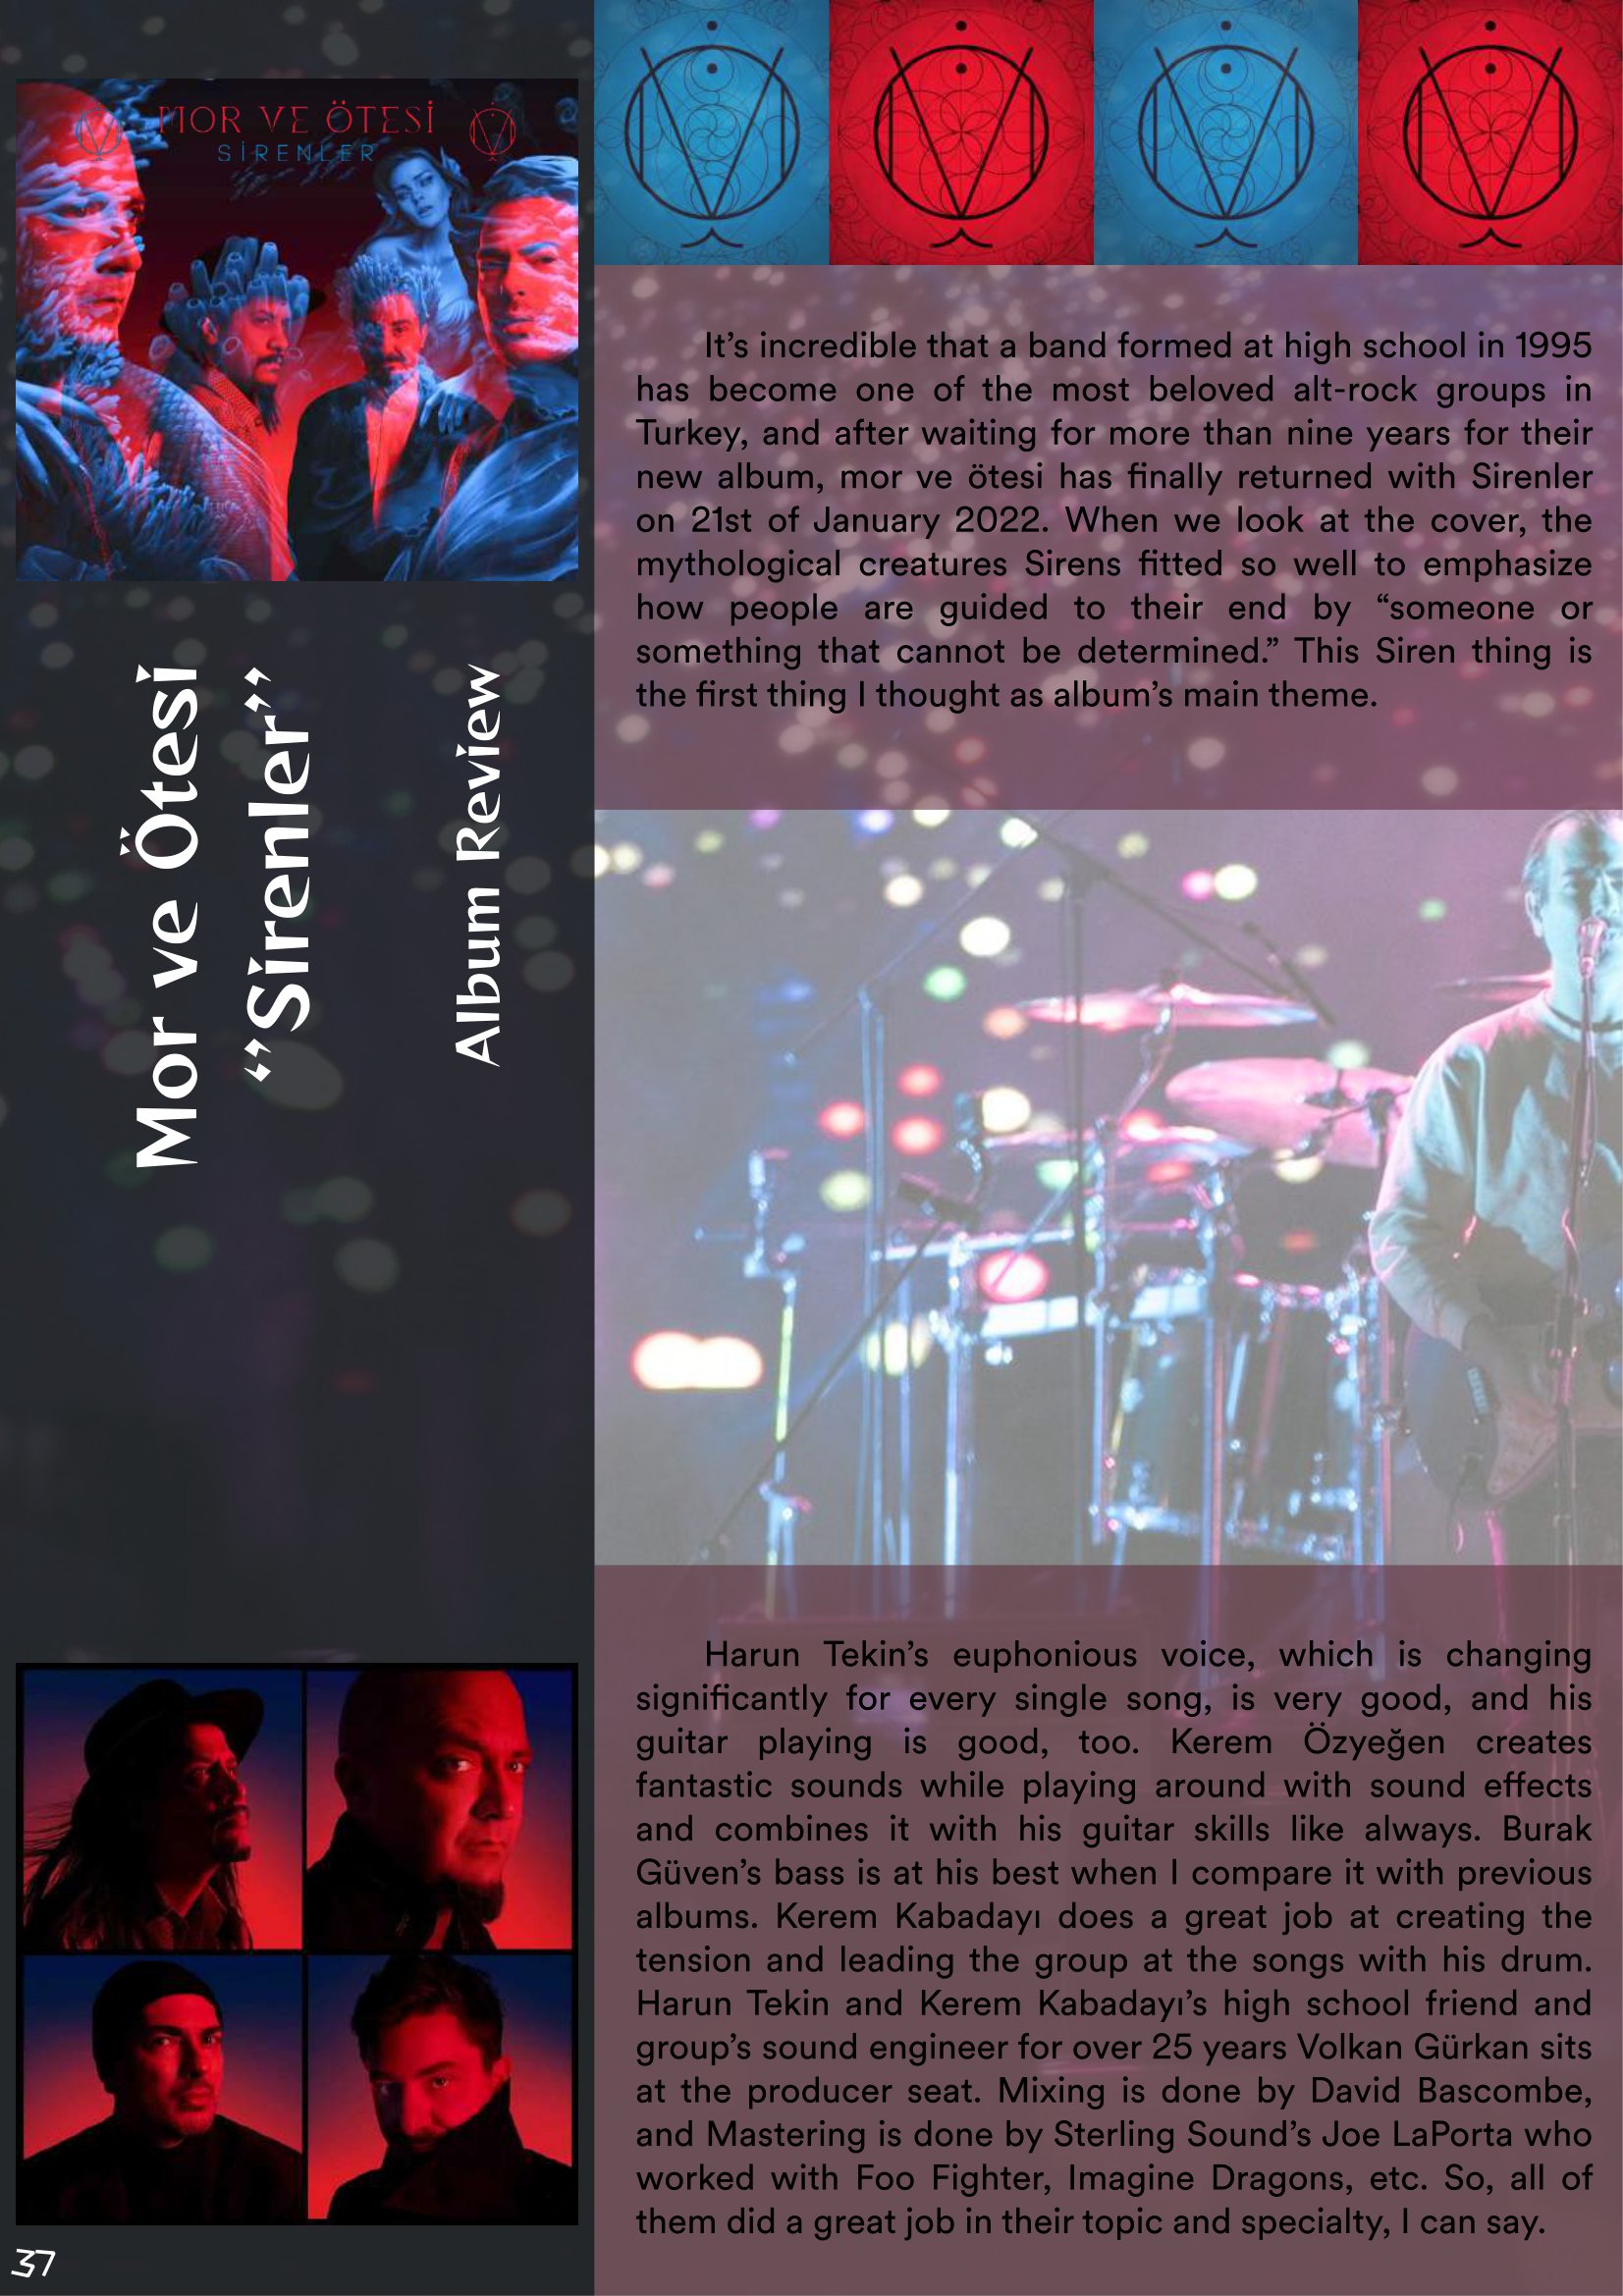 MOR VE ÖTESİ
SİRENLER
Mor ve Ötesi
“Sirenler”
Album Review
It’s incredible that a band formed at high school in 1995
has become one of the most beloved alt-rock groups in
Turkey, and after waiting for more than nine years for their
new album, mor ve ötesi has finally returned with Sirenler
on 21st of January 2022. When we look at the cover, the
mythological creatures Sirens fitted so well to emphasize
how people are guided to their end by “someone or
something that cannot be determined.” This Siren thing is
the first thing I thought as album’s main theme.
Harun Tekin’s euphonious voice, which is changing
significantly for every single song, is very good, and his
guitar playing is good, too. Kerem Özyeğen creates
fantastic sounds while playing around with sound effects
and combines it with his guitar skills like always. Burak
Güven’s bass is at his best when I compare it with previous
albums. Kerem Kabadayı does a great job at creating the
tension and leading the group at the songs with his drum.
Harun Tekin and Kerem Kabadayı’s high school friend and
group’s sound engineer for over 25 years Volkan Gürkan sits
at the producer seat. Mixing is done by David Bascombe,
and Mastering is done by Sterling Sound’s Joe LaPorta who
worked with Foo Fighter, Imagine Dragons, etc. So, all of
them did a great job in their topic and specialty, I can say.
37